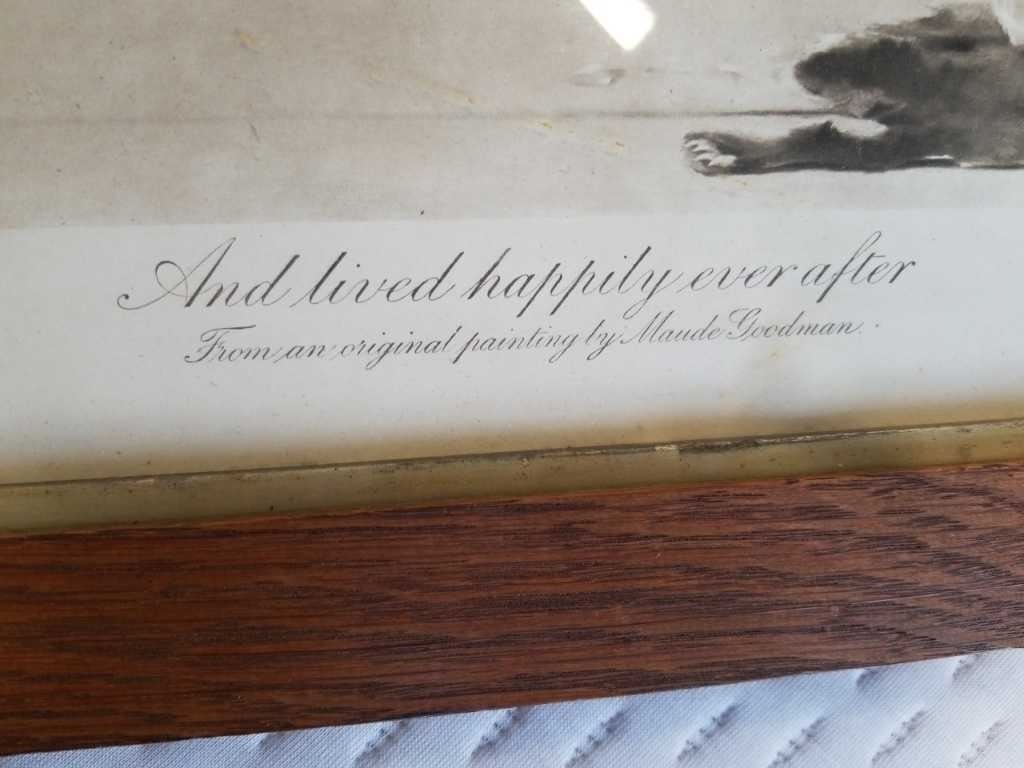 And lived happily ever after
From an original painting by Maude Goodman.